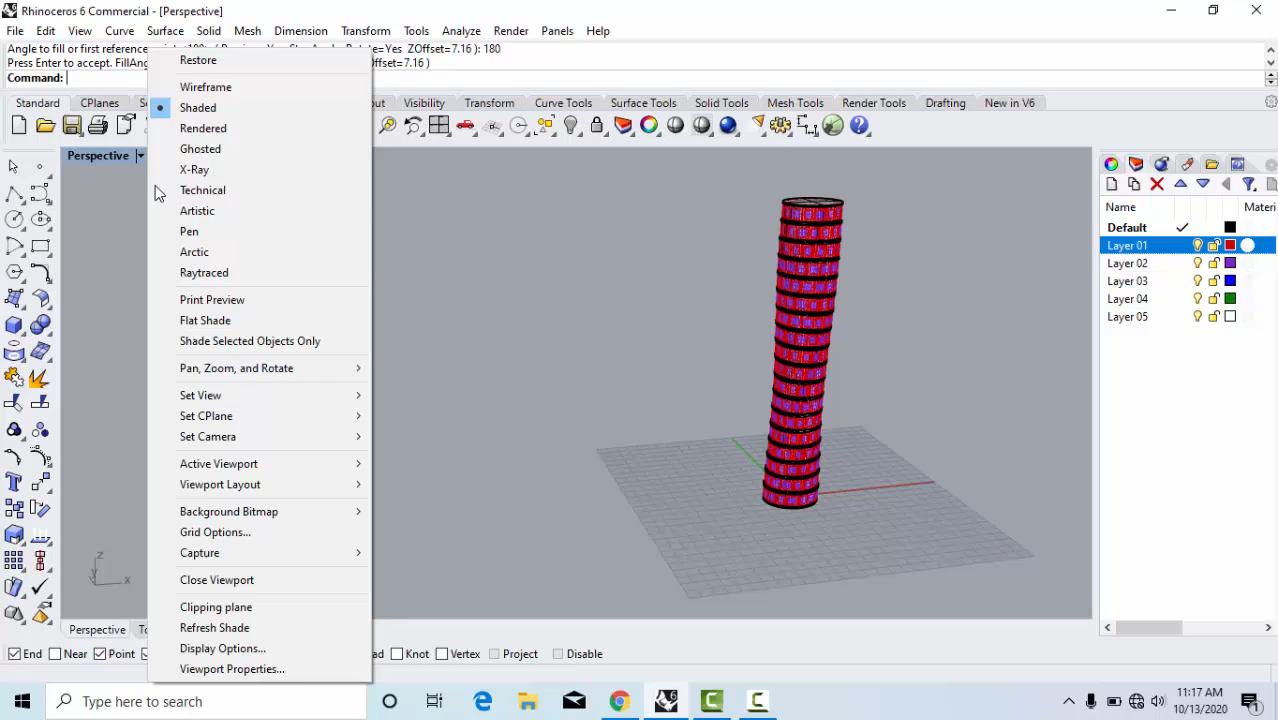 Rhinoceros 6 Commercial - [Perspective]
File Edit View Curve Surface Solid Mesh Dimension Transform Tools Analyze Render Panels Help
Angle to fill or first reference
=Yes ZOffset=7.16 ): 180
Press Enter to accept. FillAng
ZOffset=7.16 )
Command:
Standard CPlanes Visibility Transform Curve Tools Surface Tools Solid Tools Mesh Tools Render Tools Drafting New in V6
Perspective
Restore
Wireframe
Shaded
Rendered
Ghosted
X-Ray
Technical
Artistic
Pen
Arctic
Raytraced
Print Preview
Flat Shade
Shade Selected Objects Only
Pan, Zoom, and Rotate
Set View
Set CPlane
Set Camera
Active Viewport
Viewport Layout
Background Bitmap
Grid Options...
Capture
Close Viewport
Clipping plane
Refresh Shade
Display Options...
Viewport Properties...
Name Materi
Default
Layer 01
Layer 02
Layer 03
Layer 04
Layer 05
z
y
x
Perspective To
End Near Point Knot Vertex Project Disable
Type here to search
11:17 AM
10/13/2020